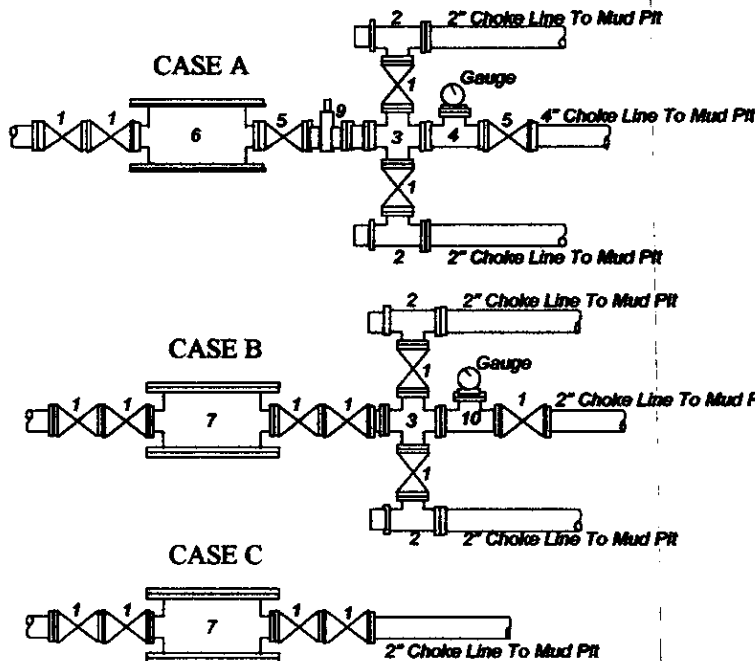 2 2" Choke Line To Mud Pit
CASE A
Gauge
1
1 1 6 5 9 3 4 5 4" Choke Line To Mud Pit
1
2 2" Choke Line To Mud Pit
2 2" Choke Line To Mud Pit
CASE B
Gauge
1
1 1 7 1 1 3 10 1 2" Choke Line To Mud P
1
2 2" Choke Line To Mud Pit
CASE C
1 1 7 1 1
2" Choke Line To Mud Pit